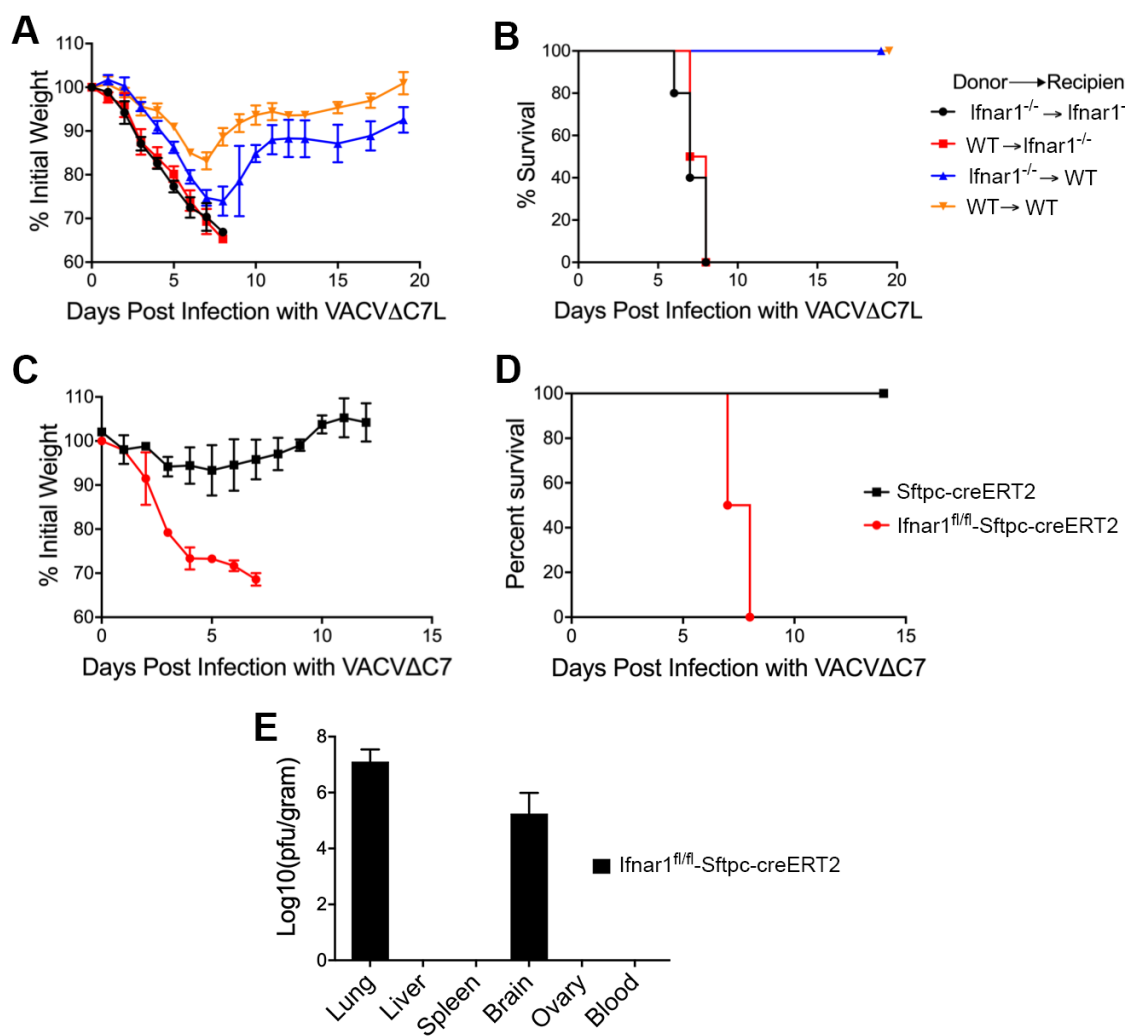 A
110
100
90
80
70
60
% Initial Weight
0 5 10 15 20
Days Post Infection with VACVΔC7L
B
100
80
60
40
20
0
% Survival
0 5 10 15 20
Days Post Infection with VACVΔC7L
Donor→Recipien
Ifnar1-/- → Ifnar1-
WT→Ifnar1-/-
Ifnar1-/- → WT
WT→ WT
C
110
100
90
80
70
60
% Initial Weight
0 5 10 15
Days Post Infection with VACVΔC7
D
100
80
60
40
20
0
Percent survival
0 5 10 15
Days Post Infection with VACVΔC7
Sftpc-creERT2
Ifnar1fl/fl-Sftpc-creERT2
E
8
6
4
2
0
Log10(pfu/gram)
Lung Liver Spleen Brain Ovary Blood
Ifnar1fl/fl-Sftpc-creERT2